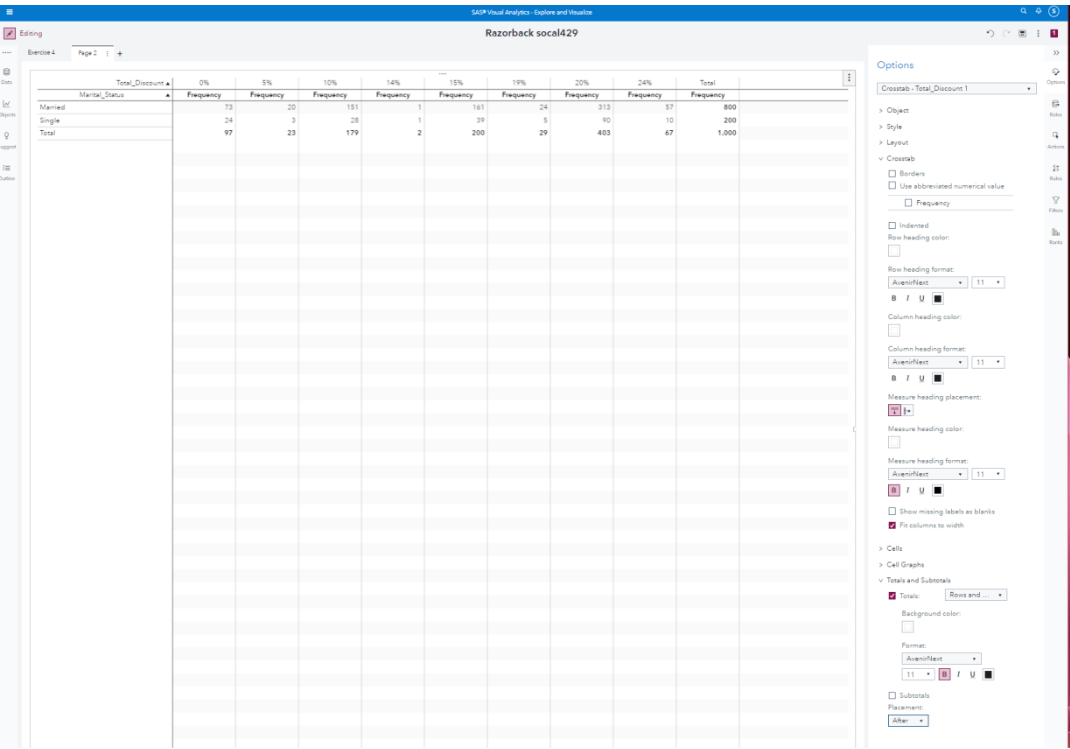 SAS® Visual Analytics - Explore and Visualize
S
Editing
Razorback socal429
1
Exercise 4
Page 2
+
Data
Objects
Outline
Total_Discount 0% 5% 10% 14% 15% 19% 20% 24% Total
Marital_Status Frequency Frequency Frequency Frequency Frequency Frequency Frequency Frequency Frequency
Married 73 20 151 1 161 24 313 57 800
Single 24 3 28 1 39 5 90 10 200
Total 97 23 179 2 200 29 403 67 1,000
Options
Crosstab - Total_Discount 1
Object
Style
Layout
Crosstab
Borders
Use abbreviated numerical value
Frequency
Indented
Row heading color:
Row heading format:
AvenirNext 11
B I U
Column heading color:
Column heading format:
AvenirNext 11
B I U
Measure heading placement:
Measure heading color:
Measure heading format:
AvenirNext 11
B I U
Show missing labels as blanks
Fit columns to width
Cells
Cell Graphs
Totals and Subtotals
Totals: Rows and ...
Background color:
Format:
AvenirNext
11 B I U
Subtotals
Placement:
After
Options
Roles
Actions
Rules
Filters
Ranks